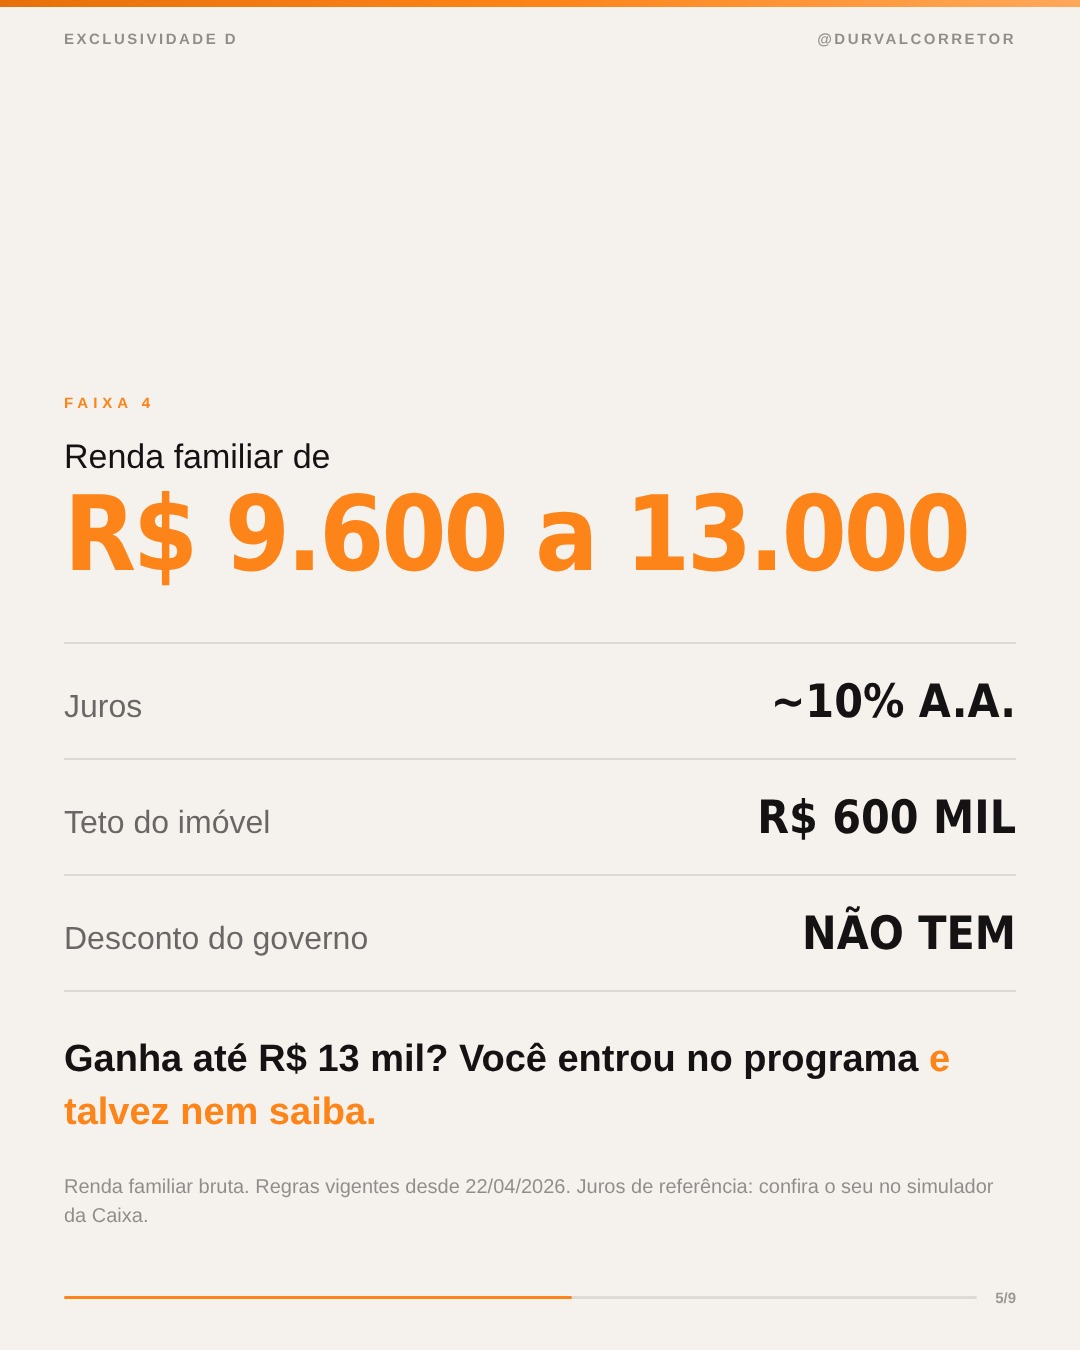 EXCLUSIVIDADE D
@DURVALCORRETOR
FAIXA 4
Renda familiar de
R$ 9.600 a 13.000
Juros
~10% A.A.
Teto do imóvel
R$ 600 MIL
Desconto do governo
NÃO TEM
Ganha até R$ 13 mil? Você entrou no programa e
talvez nem saiba.
Renda familiar bruta. Regras vigentes desde 22/04/2026. Juros de referência: confira o seu no simulador
da Caixa.
5/9